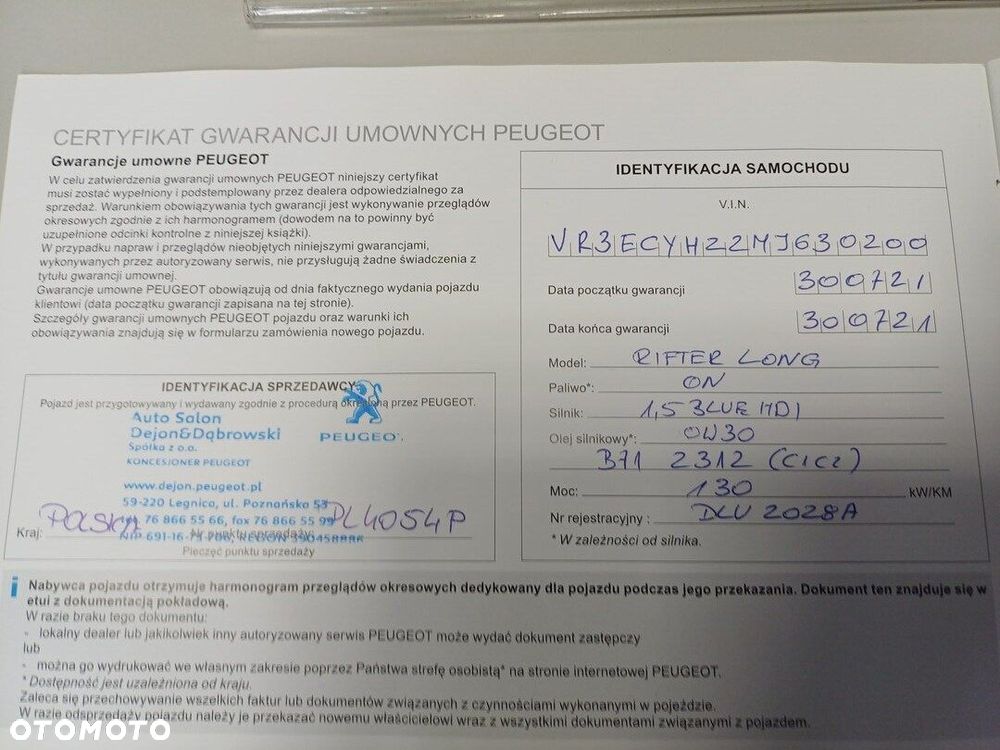 CERTYFIKAT GWARANCJI UMOWNYCH PEUGEOT
Gwarancje umowne PEUGEOT
W celu zatwierdzenia gwarancji umownych PEUGEOT niniejszy certyfikat
musi zostać wypełniony i podstemplowany przez dealera odpowiedzialnego za
sprzedaż. Warunkiem obowiązywania tych gwarancji jest wykonywanie przeglądów
okresowych zgodnie z ich harmonogramem (dowodem na to powinny być
uzupełnione odcinki kontrolne z niniejszej książki).
W przypadku napraw i przeglądów nieobjętych niniejszymi gwarancjami,
wykonywanych przez autoryzowany serwis, nie przysługują żadne świadczenia z
tytułu gwarancji umownej.
Gwarancje umowne PEUGEOT obowiązują od dnia faktycznego wydania pojazdu
klientowi (data początku gwarancji zapisana na tej stronie).
Szczegóły gwarancji umownych PEUGEOT pojazdu oraz warunki ich
obowiązywania znajdują się w formularzu zamówienia nowego pojazdu.
IDENTYFIKACJA SPRZEDAWCY
Pojazd jest przygotowywany i wydawany zgodnie z procedurą określoną przez PEUGEOT.
Auto Salon
Dejon&Dąbrowski
Spółka z o.o.
KONCESJONER PEUGEOT
PEUGEOT
www.dejon.peugeot.pl
59-220 Legnica, ul. Poznańska
76 866 55 66, fax 76 866 55 99
Kraj: Polska PL4054P
Nr punktu sprzedaży:
Pieczęć punktu sprzedaży
IDENTYFIKACJA SAMOCHODU
V.I.N.
VR3ECYHZ2MJ630200
Data początku gwarancji 300721
Data końca gwarancji 300721
Model: RIFTER LONG
Paliwo*: ON
Silnik: 1,5 BLUE HDI
Olej silnikowy*: 0W30
B71 2312 (C1C2)
Moc: 130 kW/KM
Nr rejestracyjny : DLU 2028A
* W zależności od silnika.
i Nabywca pojazdu otrzymuje harmonogram przeglądów okresowych dedykowany dla pojazdu podczas jego przekazania. Dokument ten znajduje się w
etui z dokumentacją pokładową.
W razie braku tego dokumentu:
- lokalny dealer lub jakikolwiek inny autoryzowany serwis PEUGEOT może wydać dokument zastępczy
lub
- można go wydrukować we własnym zakresie poprzez Państwa strefę osobistą* na stronie internetowej PEUGEOT.
* Dostępność jest uzależniona od kraju.
Zaleca się przechowywanie wszelkich faktur lub dokumentów związanych z czynnościami wykonanymi w pojeździe.
W razie odsprzedaży pojazdu należy je przekazać nowemu właścicielowi wraz z wszystkimi dokumentami związanymi z pojazdem.
OTOMOTO